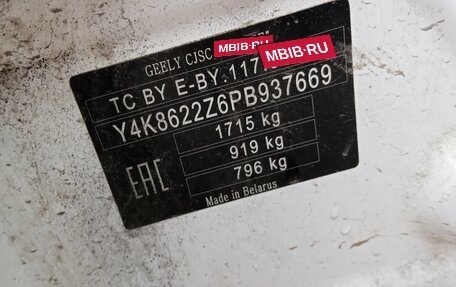 GEELY CJSC
MBIB.RU
MBIB.RU
TC BY E-BY.117
Y4K8622Z6PB937669
1715 kg
919 kg
796 kg
EAC
Made in Belarus